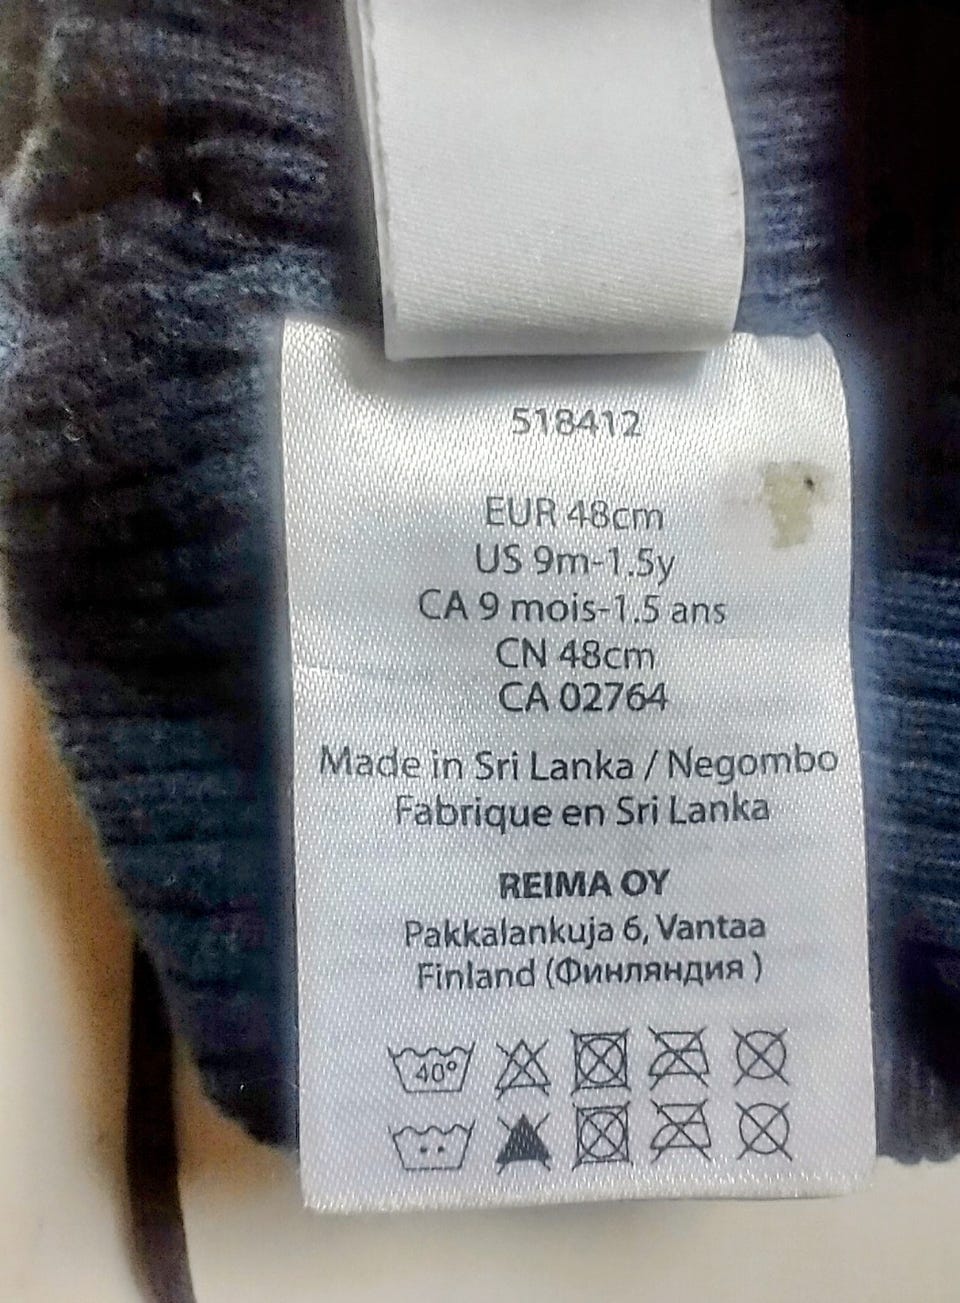 518412
EUR 48cm
US 9m-1.5y
CA 9 mois-1.5 ans
CN 48cm
CA 02764
Made in Sri Lanka / Negombo
Fabrique en Sri Lanka
REIMA OY
Pakkalankuja 6, Vantaa
Finland (Финляндия )
40°